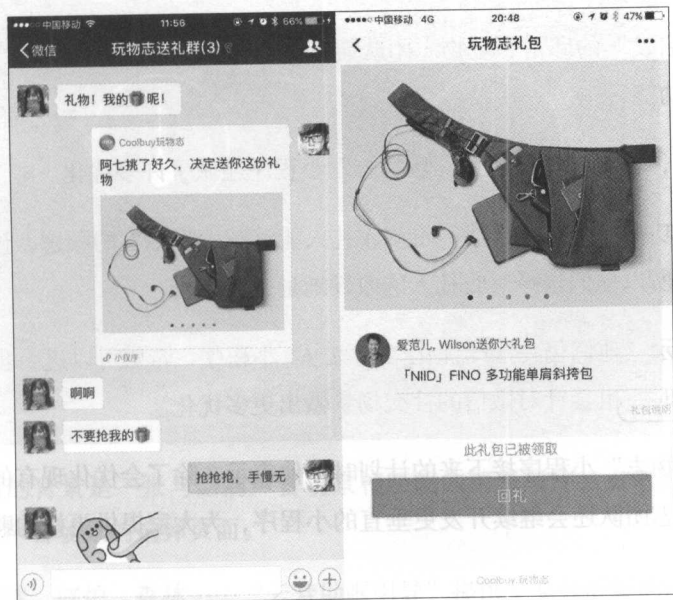 中国移动 11:56 66%
微信 玩物志送礼群(3)
礼物！我的🎁呢！
Coolbuy玩物志
阿七挑了好久，决定送你这份礼
物
小程序
啊啊
不要抢我的🎁
抢抢抢，手慢无
中国移动 4G 20:48 47%
玩物志礼包
爱范儿, Wilson送你大礼包
「NIID」FINO 多功能单肩斜挎包
礼包说明
此礼包已被领取
回礼
Coolbuy 玩物志